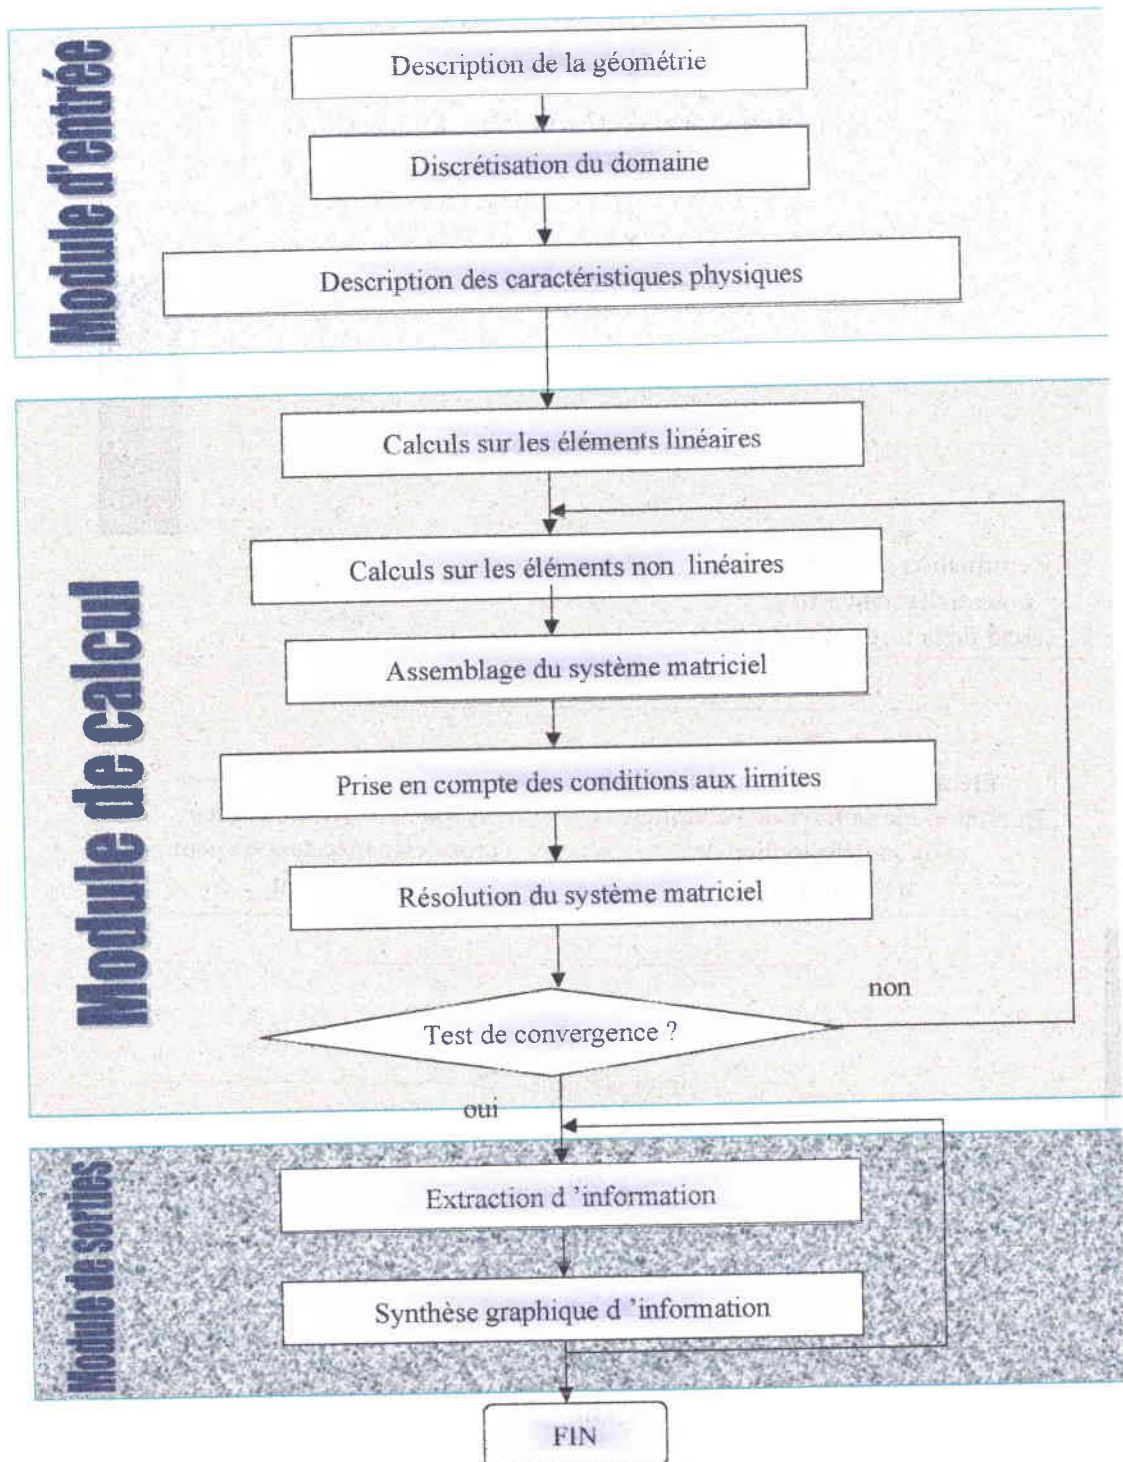 Module d'entrée
Description de la géométrie
Discrétisation du domaine
Description des caractéristiques physiques
Module de calcul
Calculs sur les éléments linéaires
Calculs sur les éléments non linéaires
Assemblage du système matriciel
Prise en compte des conditions aux limites
Résolution du système matriciel
Test de convergence ?
non
oui
Module de sorties
Extraction d ’information
Synthèse graphique d ’information
FIN